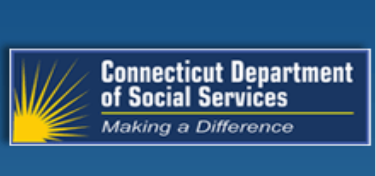 Connecticut Department
of Social Services
Making a Difference